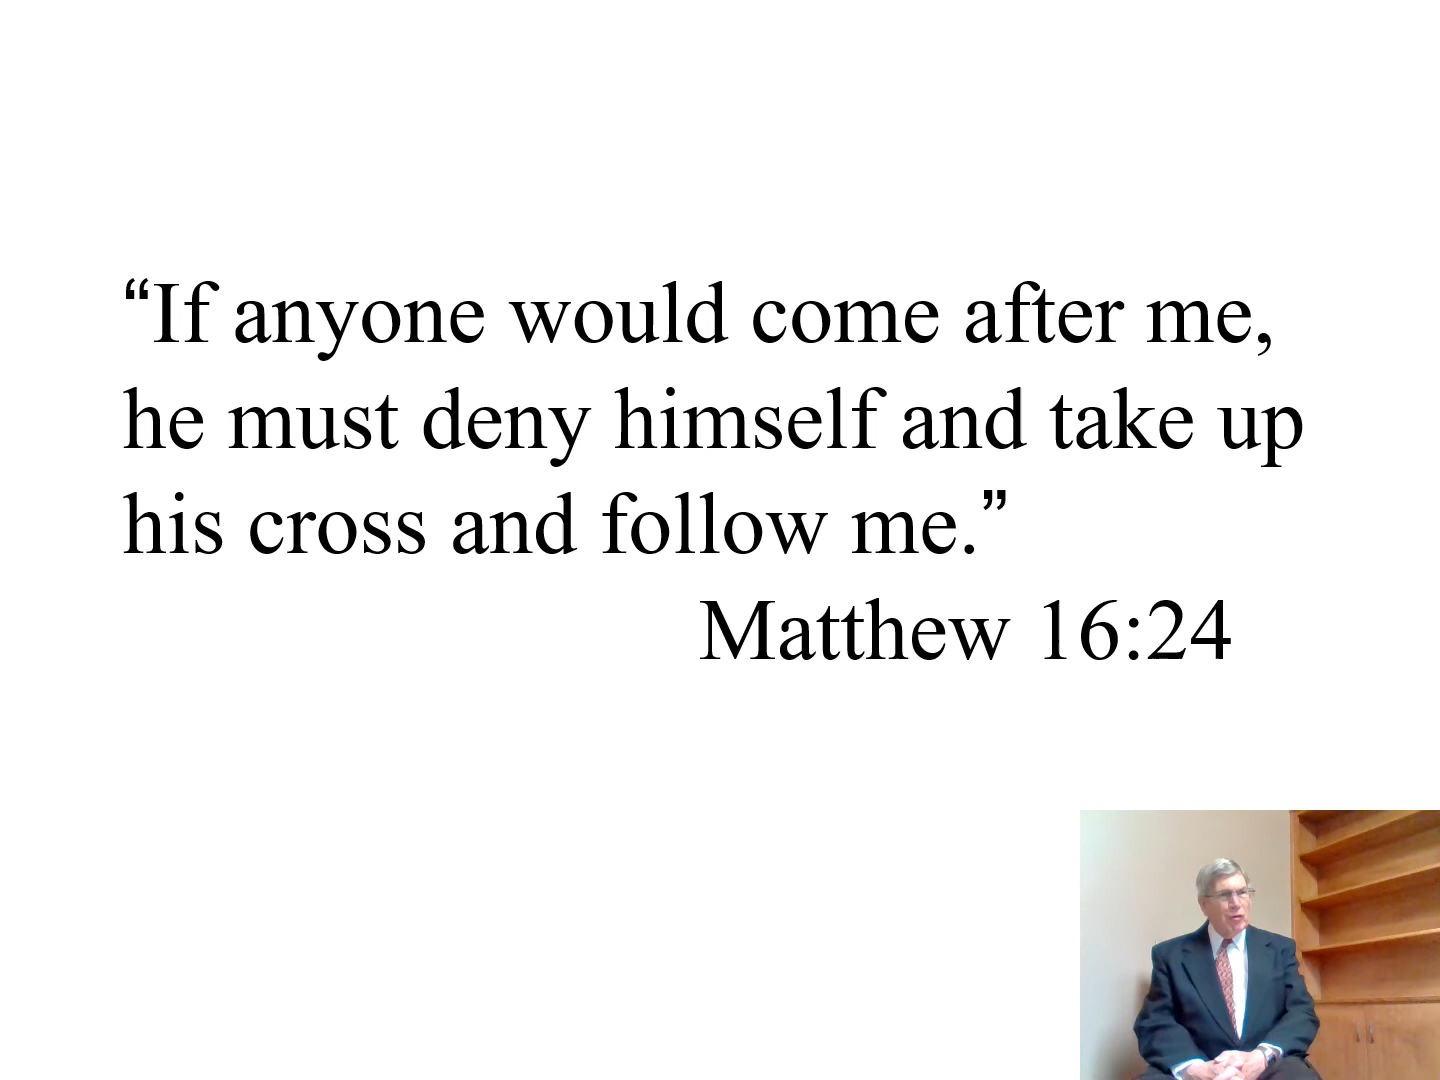 “If anyone would come after me,
he must deny himself and take up
his cross and follow me.”
Matthew 16:24